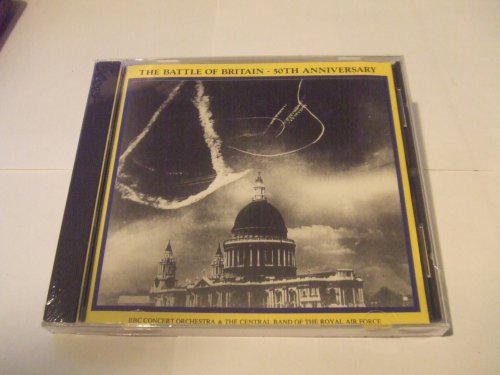 THE BATTLE OF BRITAIN - 50TH ANNIVERSARY
BBC CONCERT ORCHESTRA & THE CENTRAL BAND OF THE ROYAL AIR FORCE